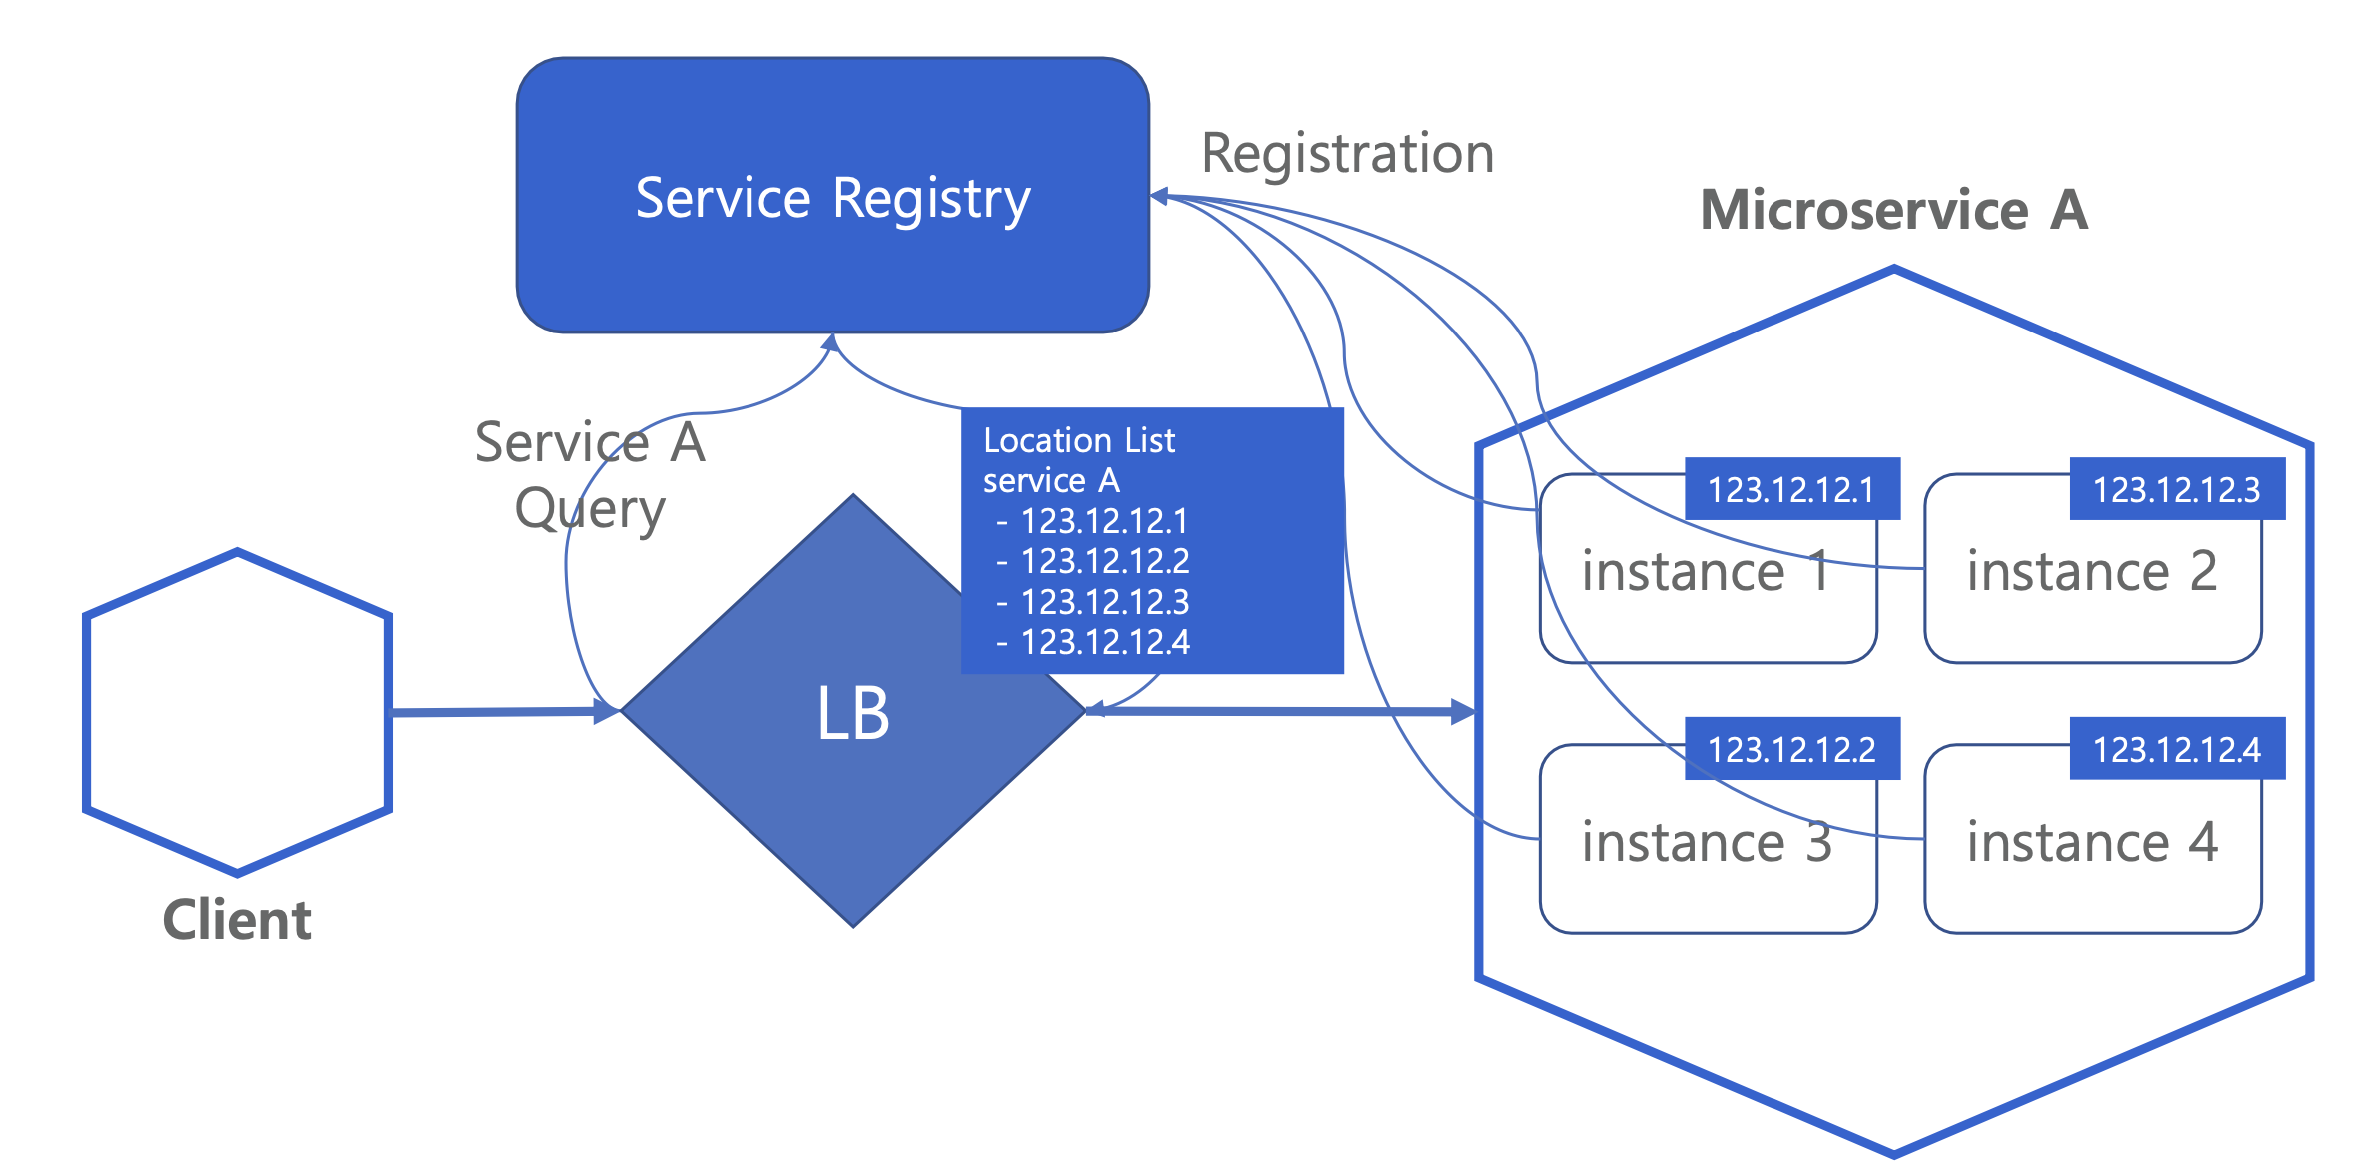 Service Registry
Registration
Microservice A
Service A
Query
Location List
service A
- 123.12.12.1
- 123.12.12.2
- 123.12.12.3
- 123.12.12.4
LB
Client
123.12.12.1
instance 1
123.12.12.3
instance 2
123.12.12.2
instance 3
123.12.12.4
instance 4